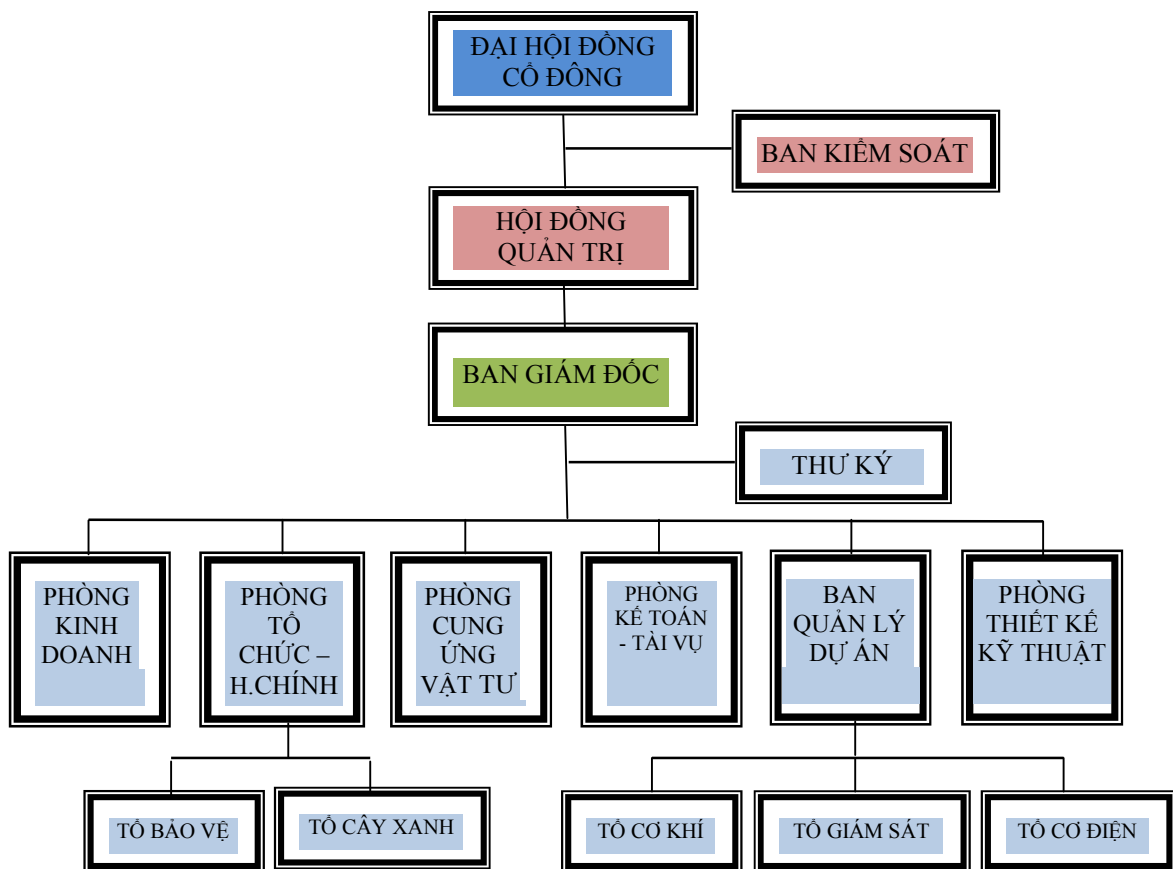 ĐẠI HỘI ĐỒNG
CỔ ĐÔNG
BAN KIỂM SOÁT
HỘI ĐỒNG
QUẢN TRỊ
BAN GIÁM ĐỐC
THƯ KÝ
PHÒNG
KINH
DOANH
PHÒNG
TỔ
CHỨC –
H.CHÍNH
PHÒNG
CUNG
ỨNG
VẬT TƯ
PHÒNG
KẾ TOÁN
- TÀI VỤ
BAN
QUẢN LÝ
DỰ ÁN
PHÒNG
THIẾT KẾ
KỸ THUẬT
TỔ BẢO VỆ
TỔ CÂY XANH
TỔ CƠ KHÍ
TỔ GIÁM SÁT
TỔ CƠ ĐIỆN